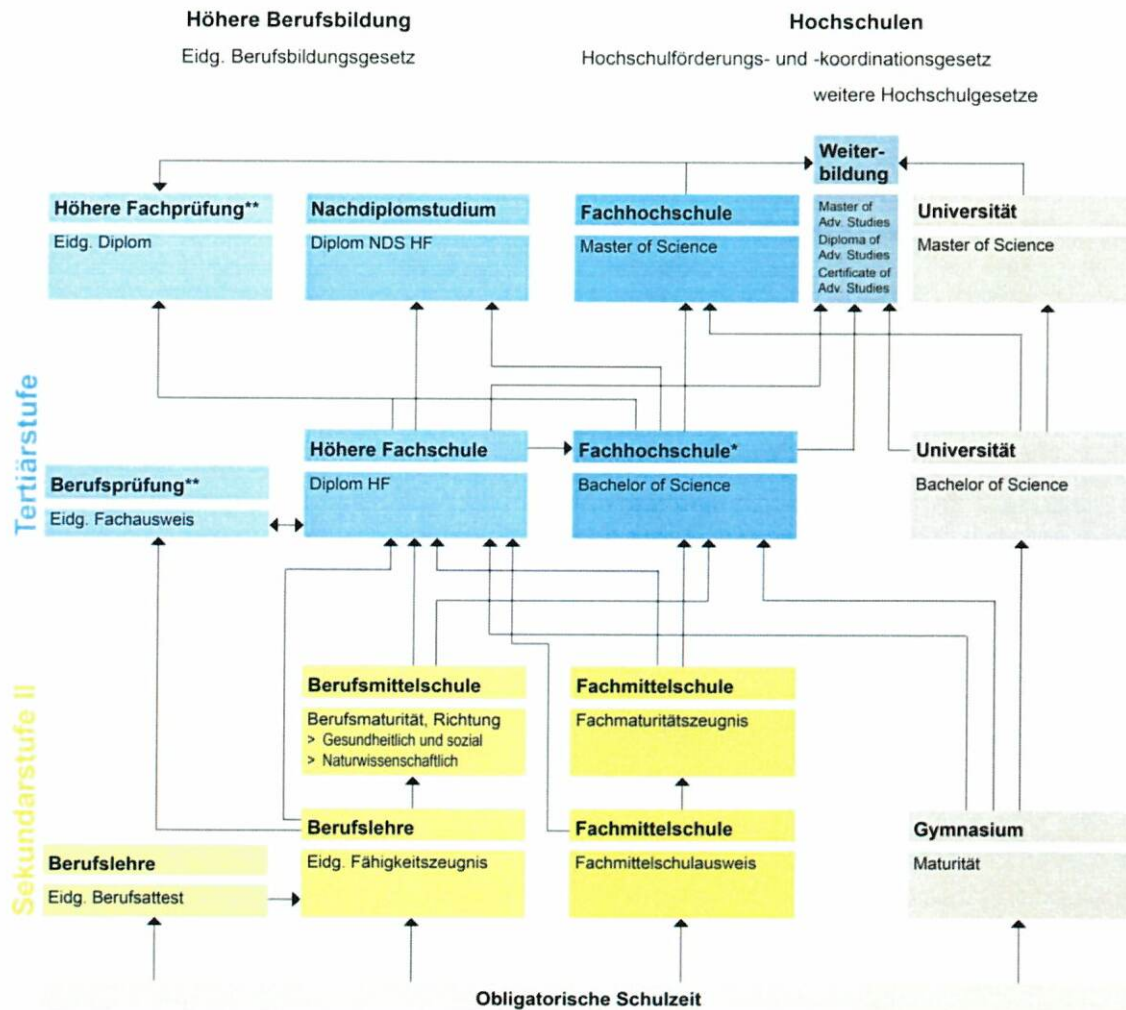 Höhere Berufsbildung
Eidg. Berufsbildungsgesetz
Hochschulen
Hochschulförderungs- und -koordinationsgesetz
weitere Hochschulgesetze
Weiter-
bildung
Master of
Adv. Studies
Diploma of
Adv. Studies
Certificate of
Adv. Studies
Höhere Fachprüfung**
Eidg. Diplom
Nachdiplomstudium
Diplom NDS HF
Fachhochschule
Master of Science
Universität
Master of Science
Tertiärstufe
Berufsprüfung**
Eidg. Fachausweis
Höhere Fachschule
Diplom HF
Fachhochschule*
Bachelor of Science
Universität
Bachelor of Science
Sekundarstufe II
Berufsmittelschule
Berufsmaturität, Richtung
> Gesundheitlich und sozial
> Naturwissenschaftlich
Fachmittelschule
Fachmaturitätszeugnis
Berufslehre
Eidg. Berufsattest
Berufslehre
Eidg. Fähigkeitszeugnis
Fachmittelschule
Fachmittelschulausweis
Gymnasium
Maturität
Obligatorische Schulzeit